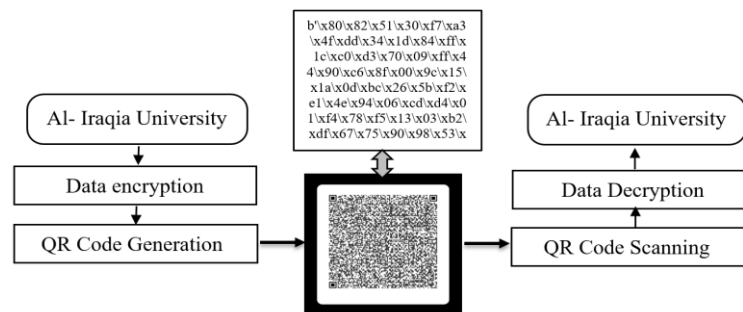 b'\x80\x82\x51\x30\xf7\xa3
\x4f\xdd\x34\x1d\x84\xff\x
1c\xc0\xd3\x70\x09\xff\x4
4\x90\xc6\x8f\x00\x9c\x15\
x1a\x0d\xbc\x26\x5b\xf2\x
e1\x4e\x94\x06\xcd\xd4\x0
1\xf4\x78\xf5\x13\x03\xb2\
xdf\x67\x75\x90\x98\x53\x
Al- Iraqia University
Data encryption
QR Code Generation
Al- Iraqia University
Data Decryption
QR Code Scanning